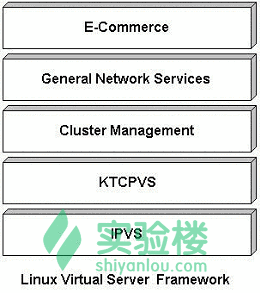 E-Commerce
General Network Services
Cluster Management
KTCPVS
IPVS
实验楼
shiyanlou.com
Linux Virtual Server Framework